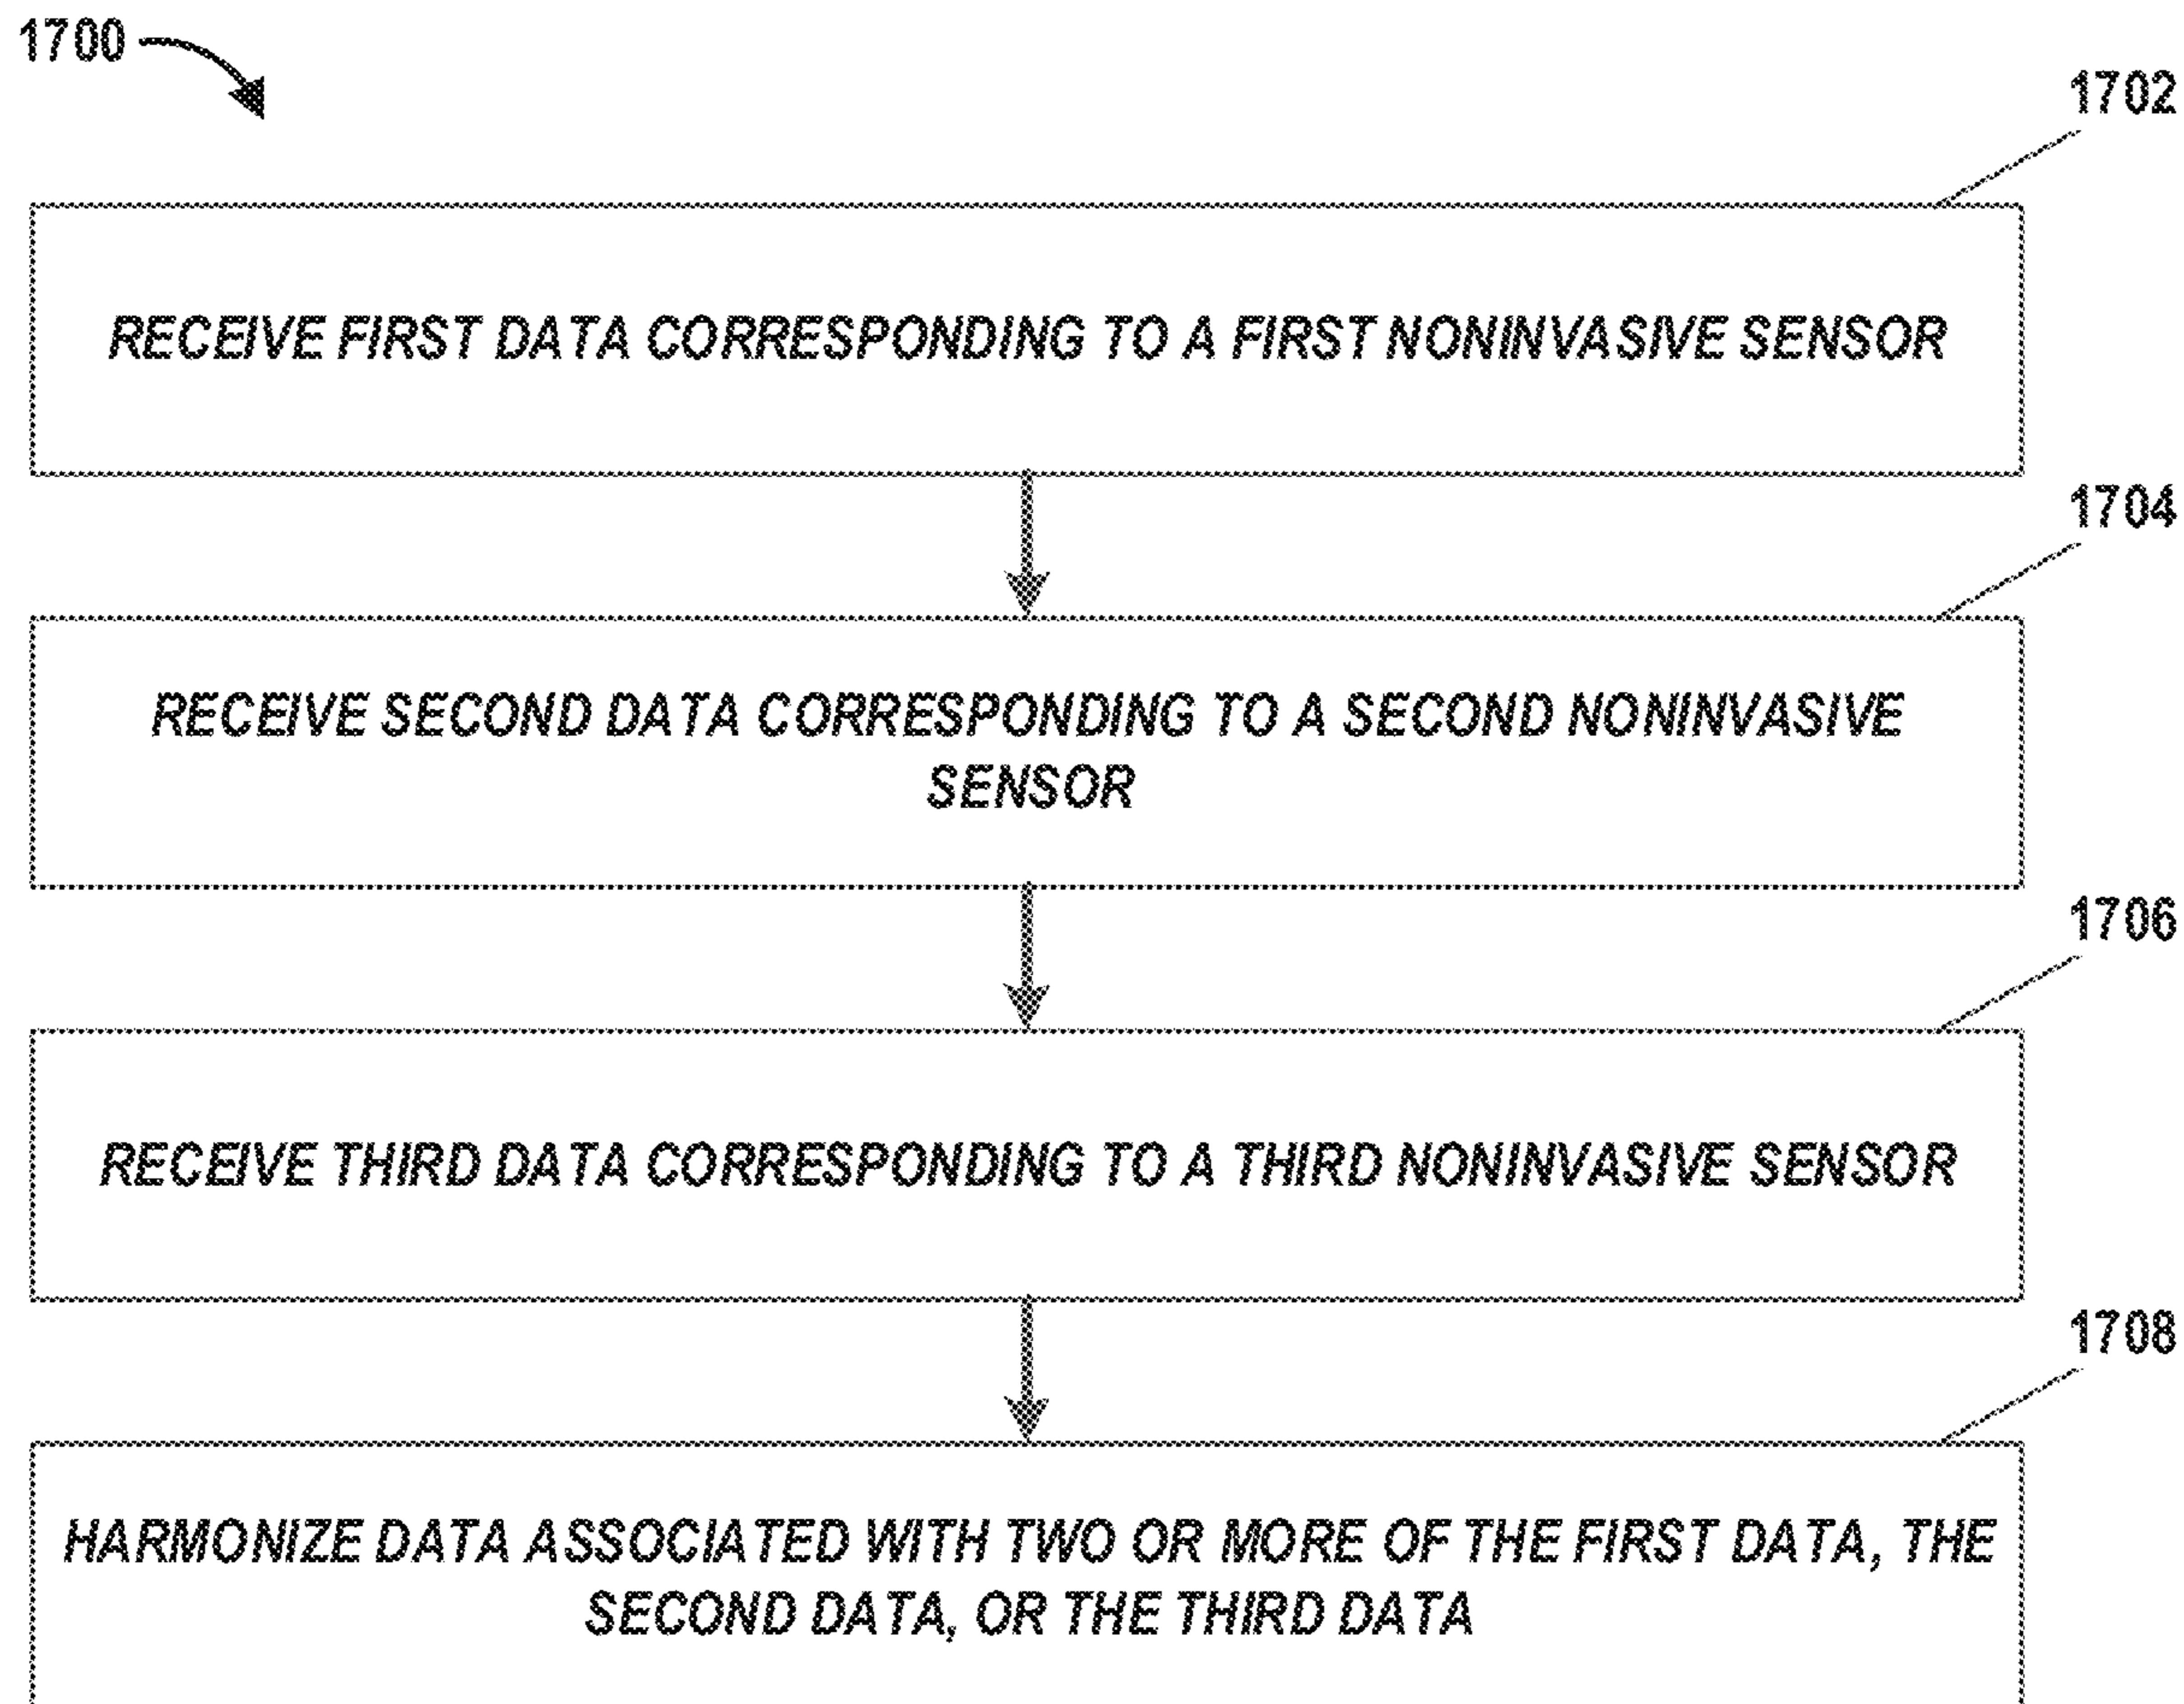 1700
1702
RECEIVE FIRST DATA CORRESPONDING TO A FIRST NONINVASIVE SENSOR
1704
RECEIVE SECOND DATA CORRESPONDING TO A SECOND NONINVASIVE
SENSOR
1706
RECEIVE THIRD DATA CORRESPONDING TO A THIRD NONINVASIVE SENSOR
1708
HARMONIZE DATA ASSOCIATED WITH TWO OR MORE OF THE FIRST DATA, THE
SECOND DATA, OR THE THIRD DATA